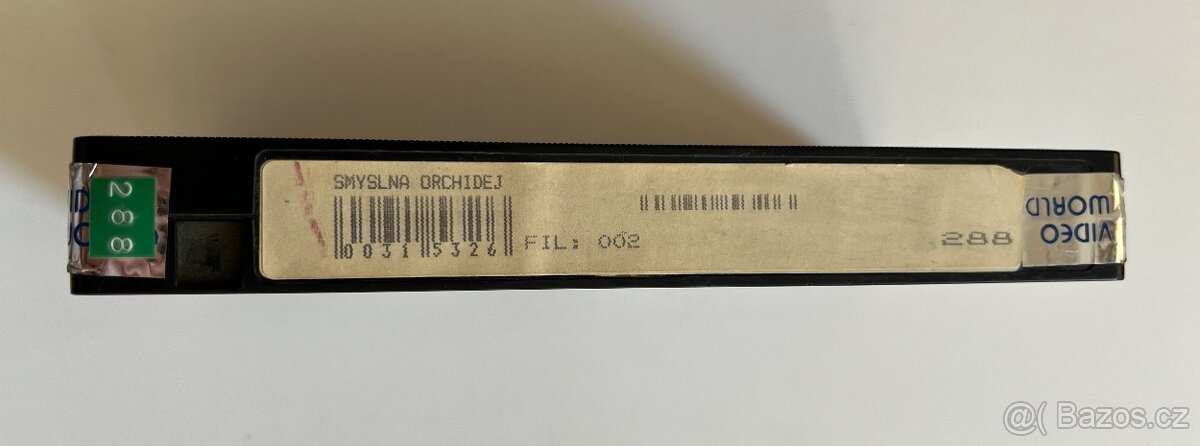 SMYSLNA ORCHIDEJ
0031 5326
FIL: 002
288
288
VIDEO
WORLD
@( Bazos.cz